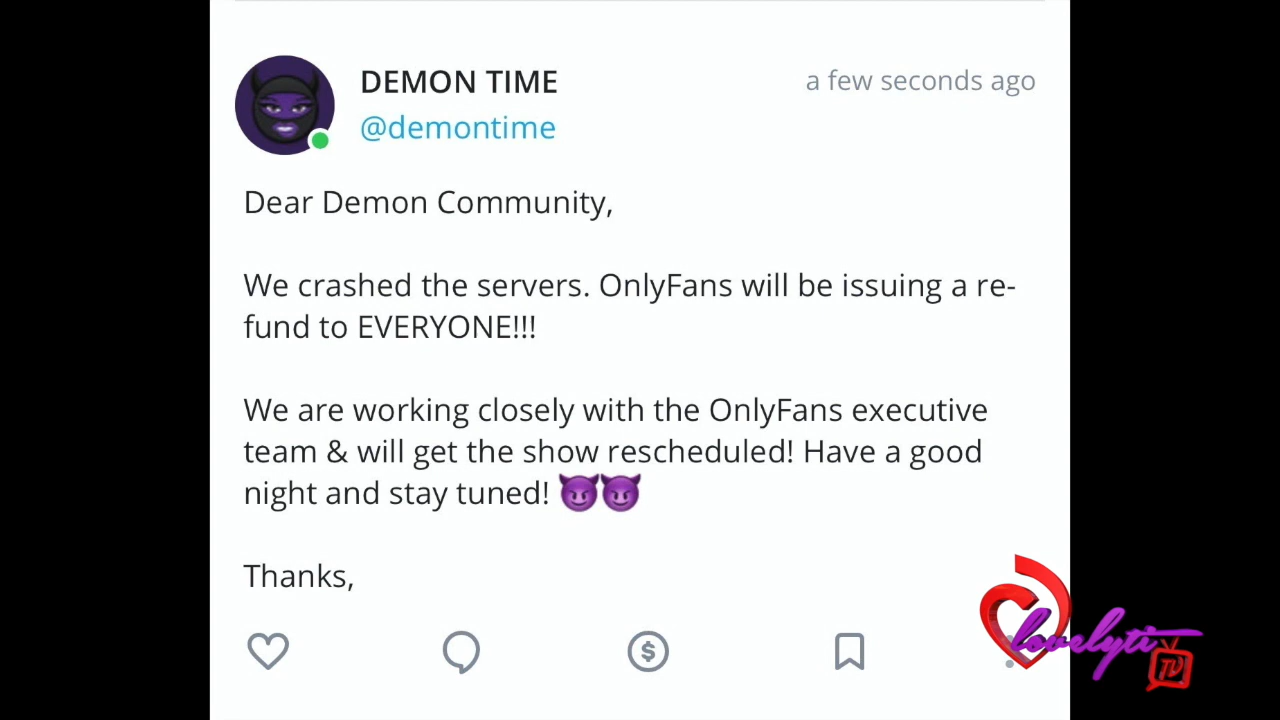 DEMON TIME
a few seconds ago
@demontime
Dear Demon Community,
We crashed the servers. OnlyFans will be issuing a re-
fund to EVERYONE!!!
We are working closely with the OnlyFans executive
team & will get the show rescheduled! Have a good
night and stay tuned! 😈😈
Thanks,
$
lovelyti
TV